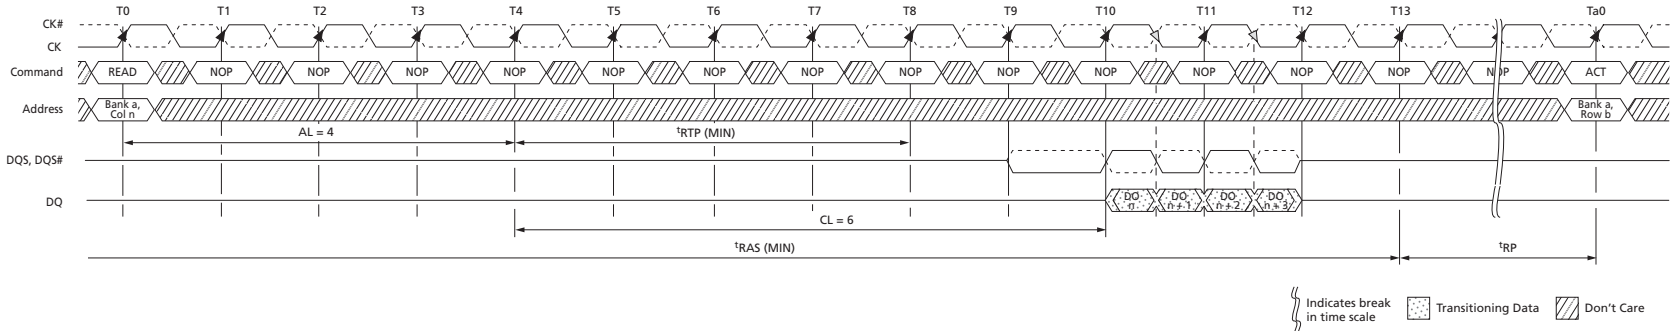 T0 T1 T2 T3 T4 T5 T6 T7 T8 T9 T10 T11 T12 T13 Ta0
CK#
CK
Command READ NOP NOP NOP NOP NOP NOP NOP NOP NOP NOP NOP NOP NOP NOP ACT
Address Bank a, Col n Bank a, Row b
AL = 4 tRTP (MIN)
DQS, DQS#
DQ DO n DO n + 1 DO n + 2 DO n + 3
CL = 6
tRAS (MIN) tRP
Indicates break
in time scale
Transitioning Data
Don't Care